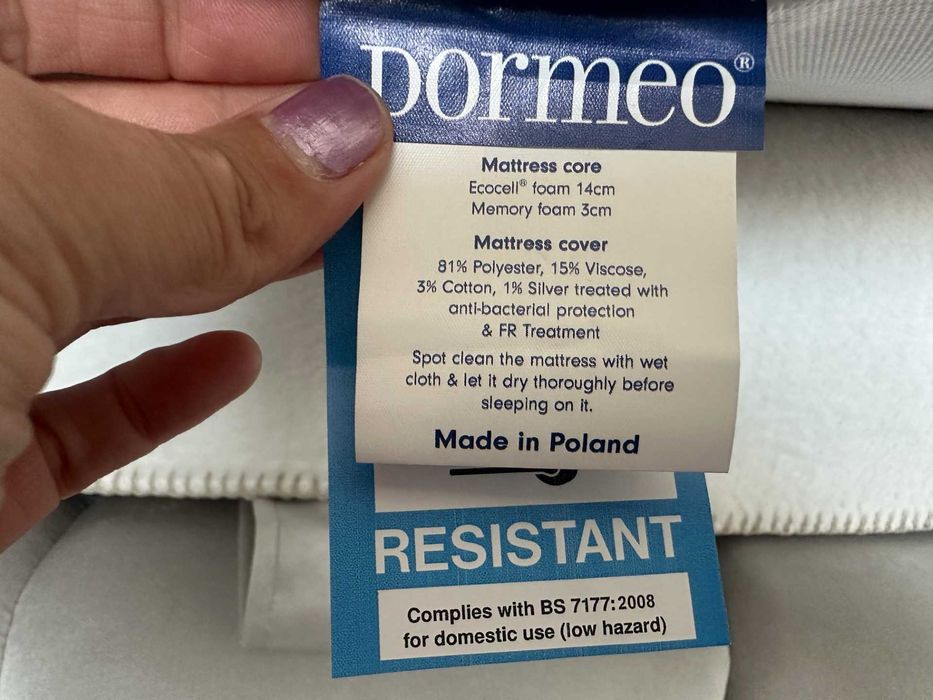 Dormeo®
Mattress core
Ecocell® foam 14cm
Memory foam 3cm
Mattress cover
81% Polyester, 15% Viscose,
3% Cotton, 1% Silver treated with
anti-bacterial protection
& FR Treatment
Spot clean the mattress with wet
cloth & let it dry thoroughly before
sleeping on it.
Made in Poland
RESISTANT
Complies with BS 7177:2008
for domestic use (low hazard)